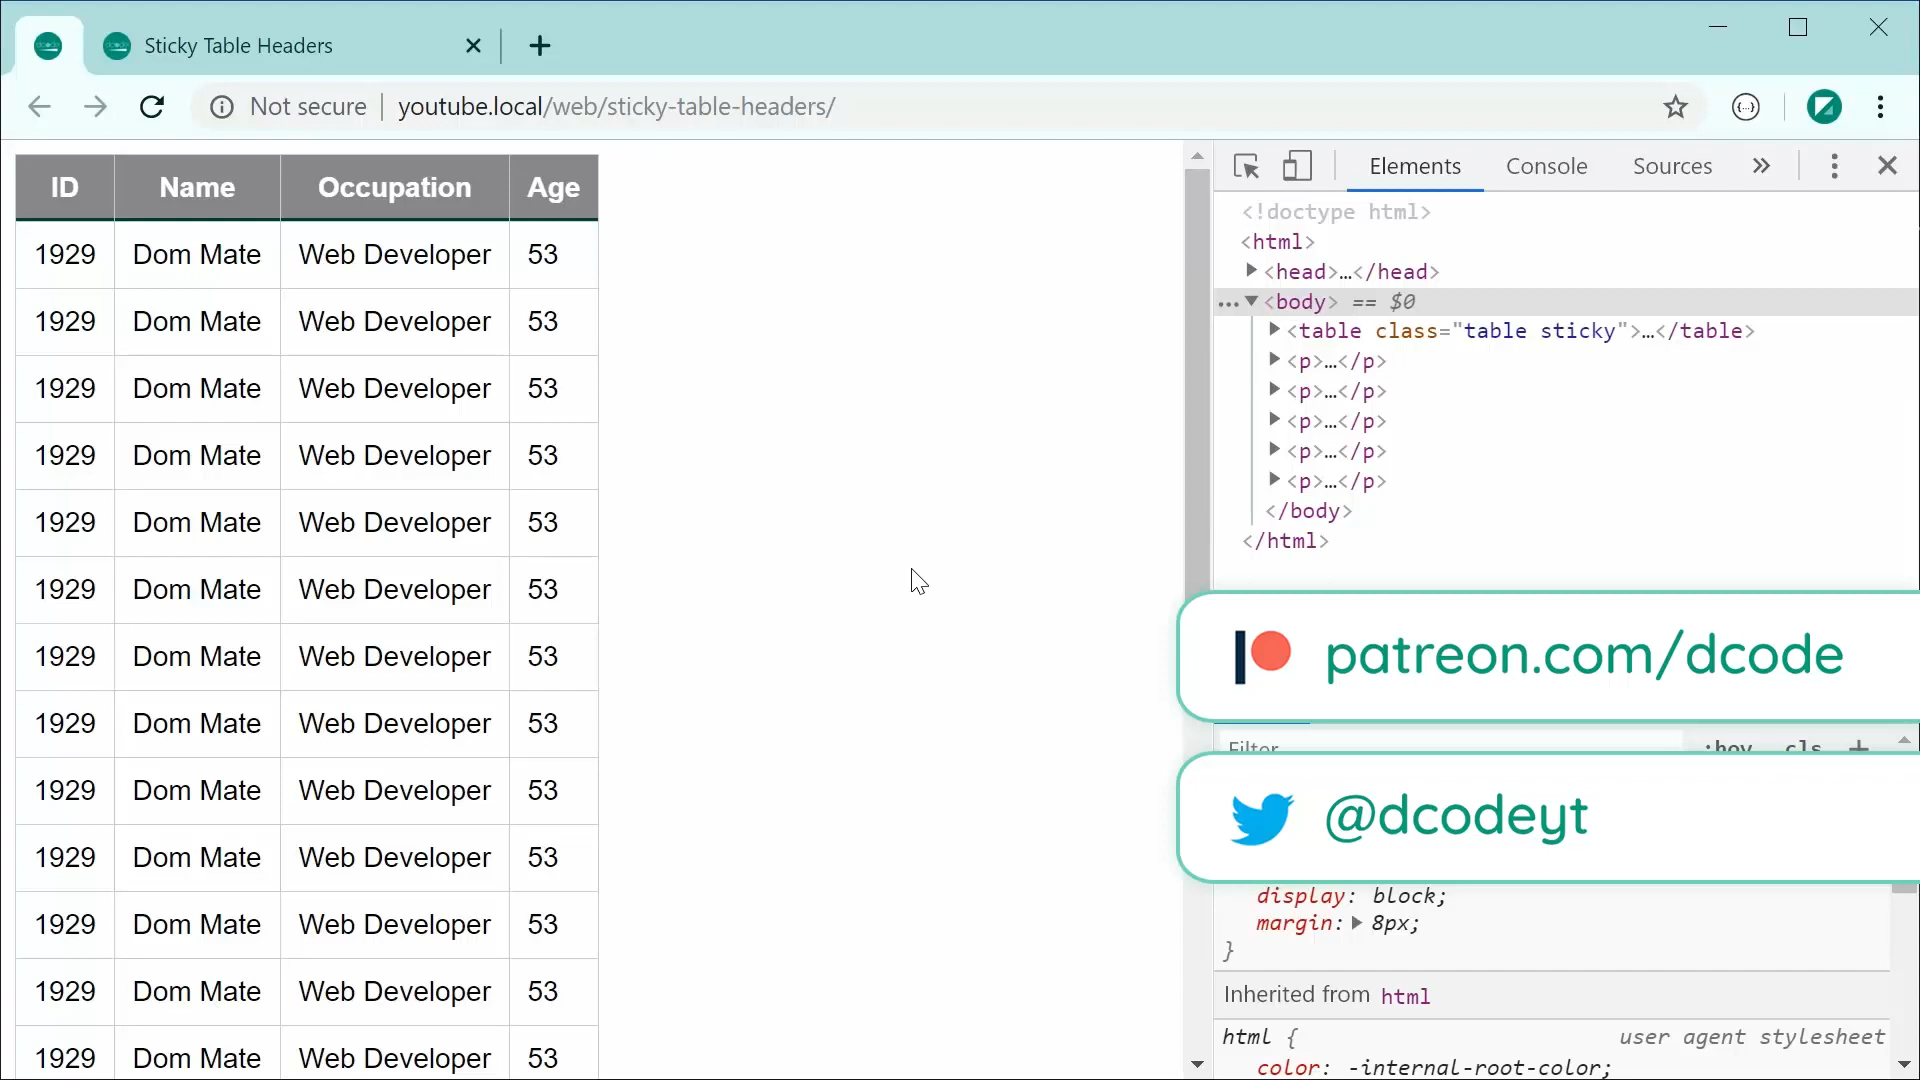 Sticky Table Headers
Not secure | youtube.local/web/sticky-table-headers/
ID Name Occupation Age
1929 Dom Mate Web Developer 53
1929 Dom Mate Web Developer 53
1929 Dom Mate Web Developer 53
1929 Dom Mate Web Developer 53
1929 Dom Mate Web Developer 53
1929 Dom Mate Web Developer 53
1929 Dom Mate Web Developer 53
1929 Dom Mate Web Developer 53
1929 Dom Mate Web Developer 53
1929 Dom Mate Web Developer 53
1929 Dom Mate Web Developer 53
1929 Dom Mate Web Developer 53
1929 Dom Mate Web Developer 53
Elements Console Sources
<!doctype html>
<html>
<head>…</head>
<body> == $0
<table class="table sticky">…</table>
<p>…</p>
<p>…</p>
<p>…</p>
<p>…</p>
<p>…</p>
</body>
</html>
patreon.com/dcode
Filter :hov .cls +
@dcodeyt
display: block;
margin: 8px;
}
Inherited from html
html { user agent stylesheet
color: -internal-root-color;